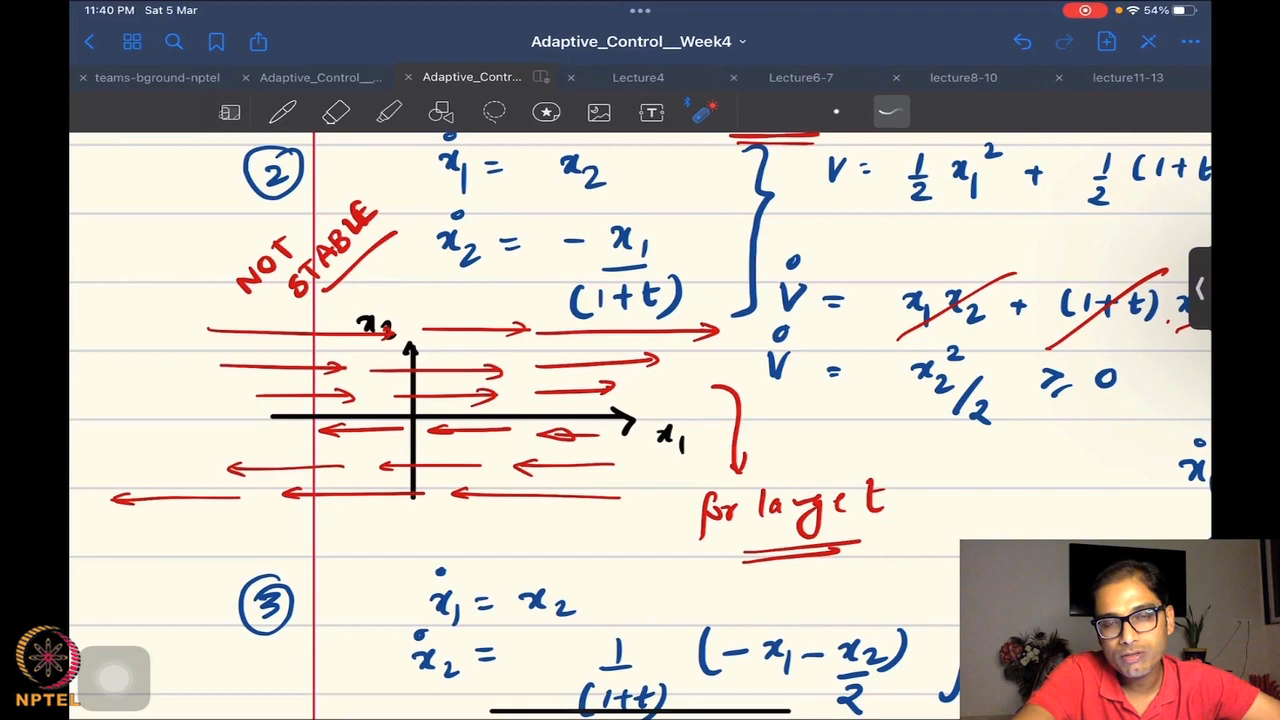 11:40 PM Sat 5 Mar
54%
Adaptive_Control__Week4
teams-bground-nptel
Adaptive_Control__...
Adaptive_Contr...
Lecture4
Lecture6-7
lecture8-10
lecture11-13
② ẋ₁ = x₂
ẋ₂ = - x₁/(1+t)
V = 1/2 x₁² + 1/2 (1+t
V̇ = x₁x₂ + (1+t).
V̇ = x₂²/2 ≥ 0
NOT
STABLE
x₂
x₁
for large t
③ ẋ₁ = x₂
ẋ₂ = 1/(1+t) (-x₁ - x₂/2)
NPTEL